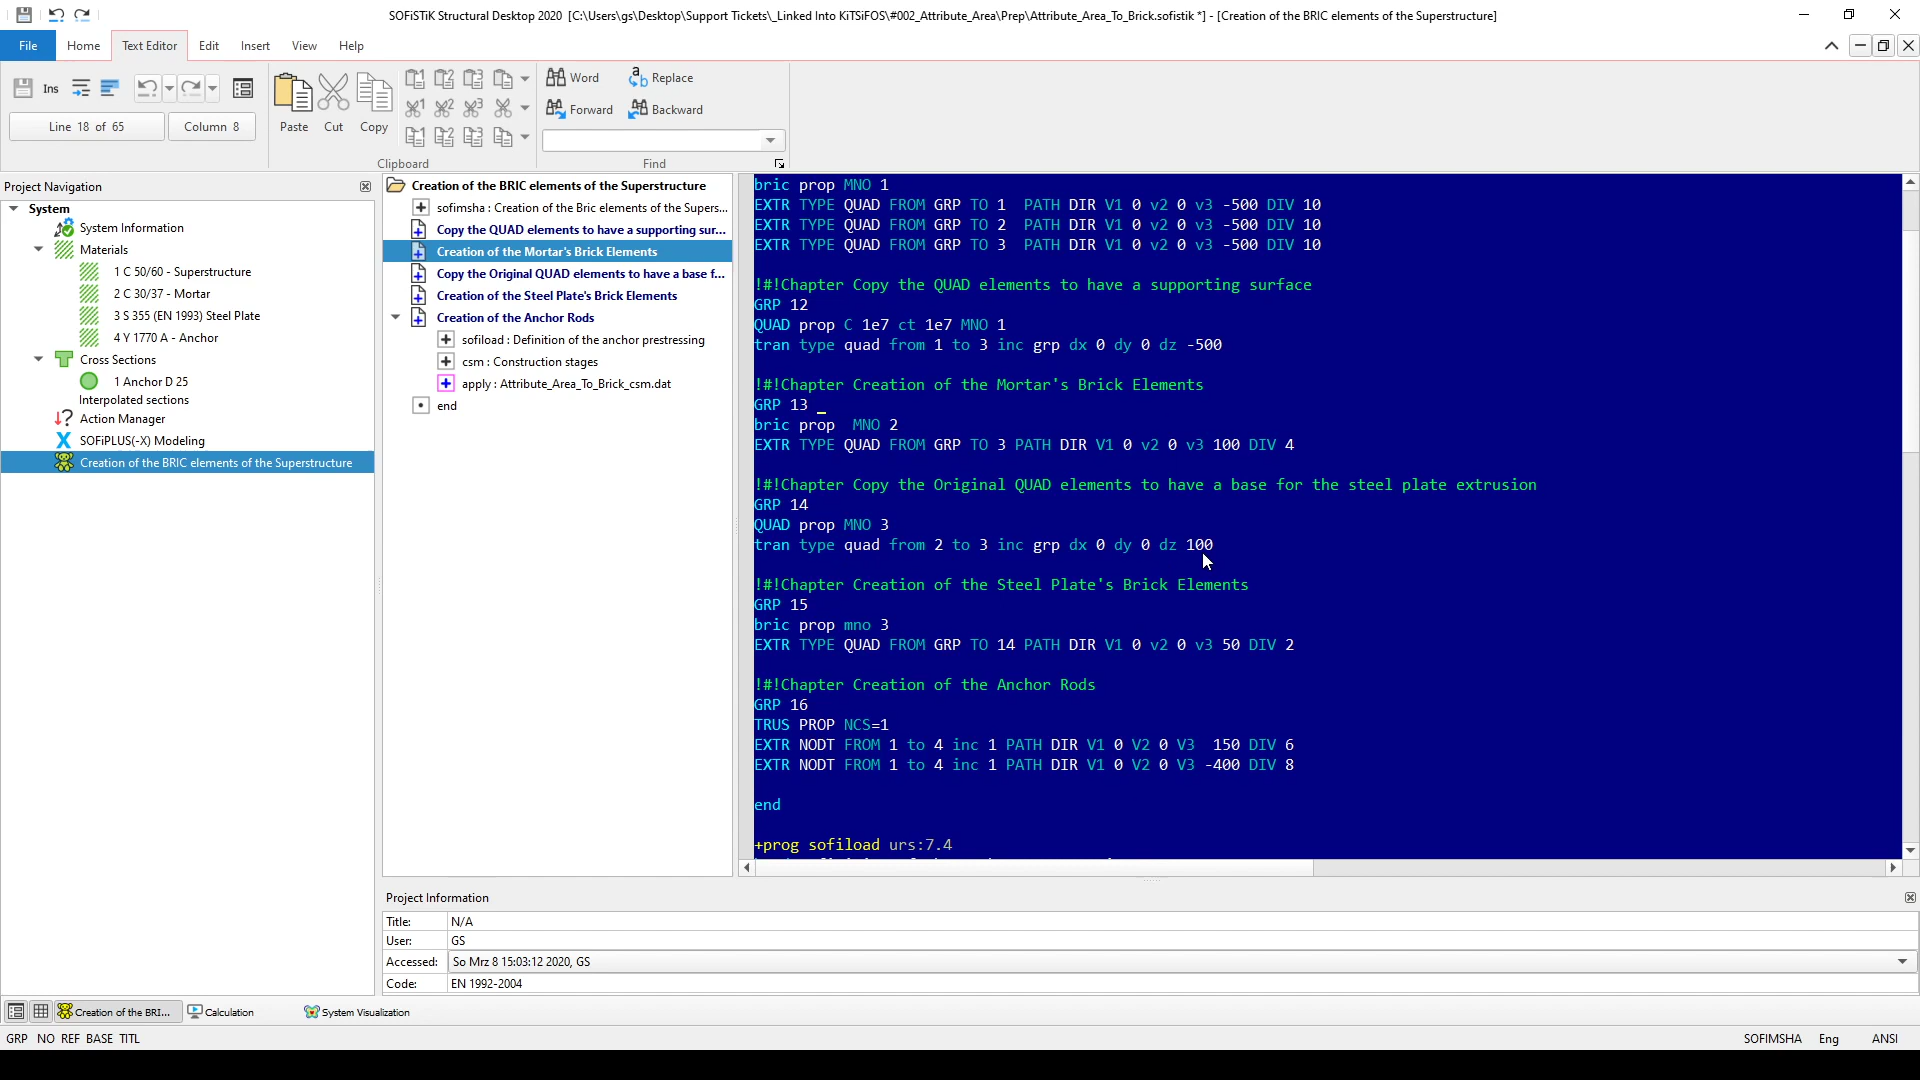 SOFiSTiK Structural Desktop 2020 [C:\Users\gs\Desktop\Support Tickets\_Linked Into KiTSiFOS\#002_Attribute_Area\Prep\Attribute_Area_To_Brick.sofistik *] - [Creation of the BRIC elements of the Superstructure]
File Home Text Editor Edit Insert View Help
Ins
Line 18 of 65 Column 8
Paste Cut Copy
Clipboard
Word Replace
Forward Backward
Find
Project Navigation
System
System Information
Materials
1 C 50/60 - Superstructure
2 C 30/37 - Mortar
3 S 355 (EN 1993) Steel Plate
4 Y 1770 A - Anchor
Cross Sections
1 Anchor D 25
Interpolated sections
Action Manager
SOFiPLUS(-X) Modeling
Creation of the BRIC elements of the Superstructure
Creation of the BRIC elements of the Superstructure
sofimsha : Creation of the Bric elements of the Supers...
Copy the QUAD elements to have a supporting sur...
Creation of the Mortar's Brick Elements
Copy the Original QUAD elements to have a base f...
Creation of the Steel Plate's Brick Elements
Creation of the Anchor Rods
sofiload : Definition of the anchor prestressing
csm : Construction stages
apply : Attribute_Area_To_Brick_csm.dat
end
bric prop MNO 1
EXTR TYPE QUAD FROM GRP TO 1 PATH DIR V1 0 v2 0 v3 -500 DIV 10
EXTR TYPE QUAD FROM GRP TO 2 PATH DIR V1 0 v2 0 v3 -500 DIV 10
EXTR TYPE QUAD FROM GRP TO 3 PATH DIR V1 0 v2 0 v3 -500 DIV 10
!#!Chapter Copy the QUAD elements to have a supporting surface
GRP 12
QUAD prop C 1e7 ct 1e7 MNO 1
tran type quad from 1 to 3 inc grp dx 0 dy 0 dz -500
!#!Chapter Creation of the Mortar's Brick Elements
GRP 13
bric prop MNO 2
EXTR TYPE QUAD FROM GRP TO 3 PATH DIR V1 0 v2 0 v3 100 DIV 4
!#!Chapter Copy the Original QUAD elements to have a base for the steel plate extrusion
GRP 14
QUAD prop MNO 3
tran type quad from 2 to 3 inc grp dx 0 dy 0 dz 100
!#!Chapter Creation of the Steel Plate's Brick Elements
GRP 15
bric prop mno 3
EXTR TYPE QUAD FROM GRP TO 14 PATH DIR V1 0 v2 0 v3 50 DIV 2
!#!Chapter Creation of the Anchor Rods
GRP 16
TRUS PROP NCS=1
EXTR NODT FROM 1 to 4 inc 1 PATH DIR V1 0 V2 0 V3 150 DIV 6
EXTR NODT FROM 1 to 4 inc 1 PATH DIR V1 0 V2 0 V3 -400 DIV 8
end
+prog sofiload urs:7.4
Project Information
Title: N/A
User: GS
Accessed: So Mrz 8 15:03:12 2020, GS
Code: EN 1992-2004
Creation of the BRI... Calculation System Visualization
GRP NO REF BASE TITL
SOFIMSHA Eng ANSI